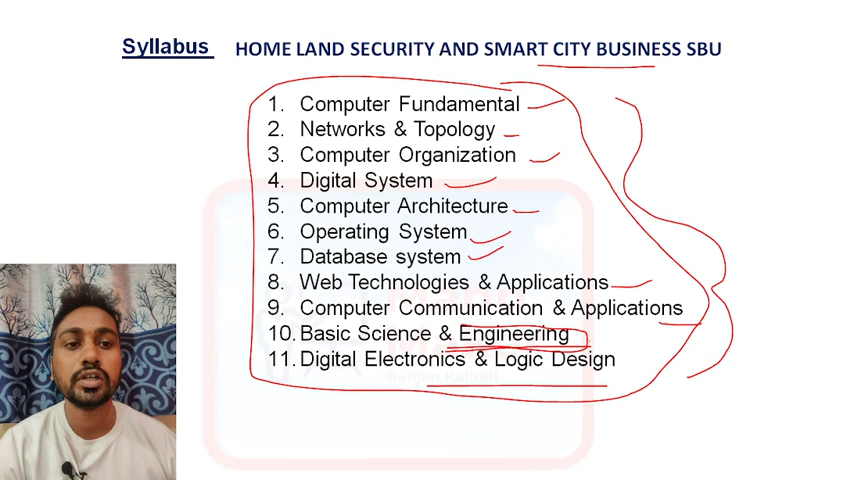 Syllabus HOME LAND SECURITY AND SMART CITY BUSINESS SBU
1. Computer Fundamental
2. Networks & Topology
3. Computer Organization
4. Digital System
5. Computer Architecture
6. Operating System
7. Database system
8. Web Technologies & Applications
9. Computer Communication & Applications
10. Basic Science & Engineering
11. Digital Electronics & Logic Design